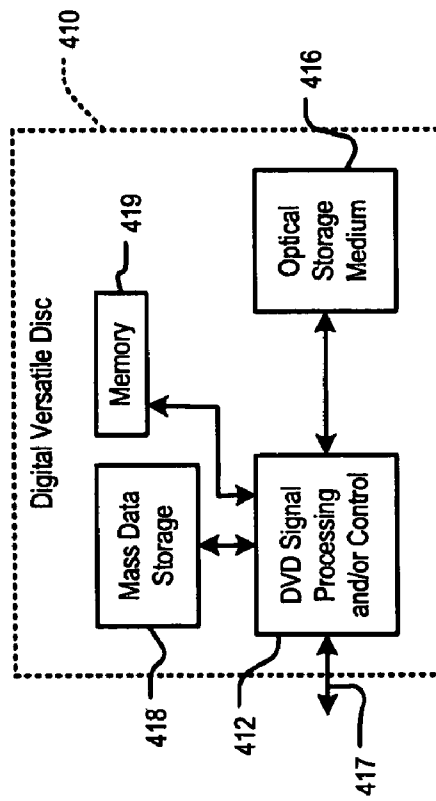 410
Digital Versatile Disc
419
Memory
Mass Data
Storage
418
DVD Signal
Processing
and/or Control
412
Optical
Storage
Medium
416
417